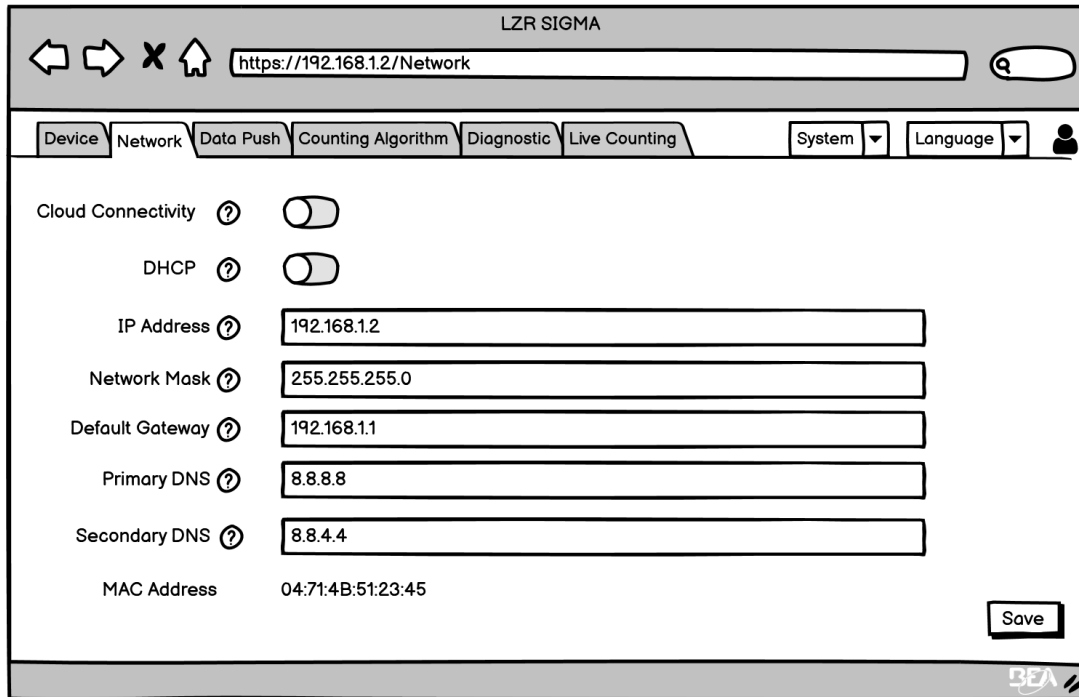 LZR SIGMA
https://192.168.1.2/Network
Device Network Data Push Counting Algorithm Diagnostic Live Counting System Language
Cloud Connectivity ?
DHCP ?
IP Address ? 192.168.1.2
Network Mask ? 255.255.255.0
Default Gateway ? 192.168.1.1
Primary DNS ? 8.8.8.8
Secondary DNS ? 8.8.4.4
MAC Address 04:71:4B:51:23:45
Save
BEA